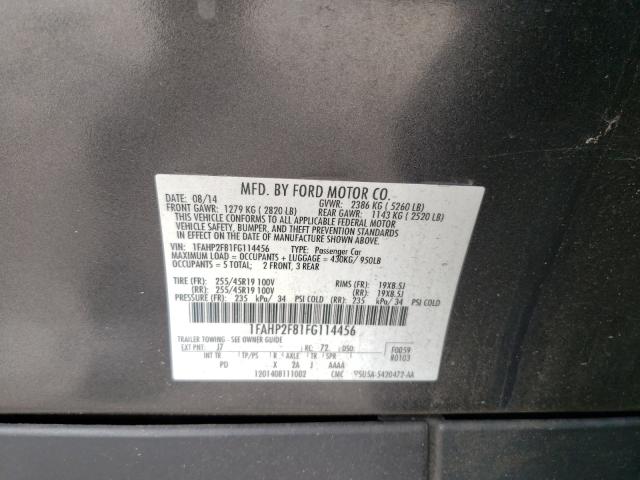 MFD. BY FORD MOTOR CO.
DATE: 08/14 GVWR: 2386 KG ( 5260 LB)
FRONT GAWR: 1279 KG ( 2820 LB) REAR GAWR: 1143 KG ( 2520 LB)
THIS VEHICLE CONFORMS TO ALL APPLICABLE FEDERAL MOTOR
VEHICLE SAFETY, BUMPER, AND THEFT PREVENTION STANDARDS
IN EFFECT ON THE DATE OF MANUFACTURE SHOWN ABOVE.
VIN: 1FAHP2F81FG114456 TYPE: Passenger Car
MAXIMUM LOAD = OCCUPANTS + LUGGAGE = 430KG/ 950LB
OCCUPANTS = 5 TOTAL; 2 FRONT, 3 REAR
TIRE (FR): 255/45R19 100V RIMS (FR): 19X8.5J
(RR): 255/45R19 100V (RR): 19X8.5J
PRESSURE (FR): 235 kPa/ 34 PSI COLD (RR): 235 kPa/ 34 PSI COLD
1FAHP2F81FG114456
TRAILER TOWING - SEE OWNER GUIDE
EXT PNT: J7 RC: 72 DSO: F0059
INT TR TP/PS R AXLE TR SPR R0103
PD X 2A J AAAA
1201408111002 CMC 5U5A-5420472-AA